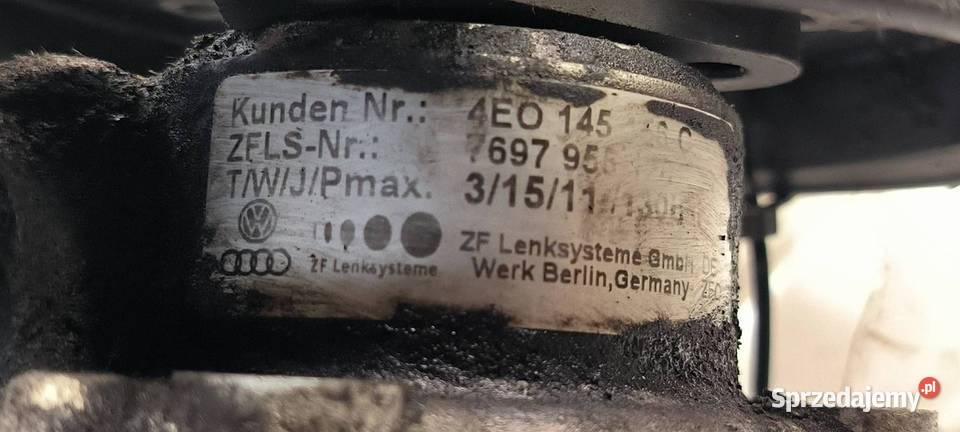 Kunden Nr.: 4EO 145 C
ZFLS-Nr.: 7697
T/W/J/Pmax. 3/15/11
ZF Lenksysteme
ZF Lenksysteme GmbH
Werk Berlin, Germany
Sprzedajemy.pl